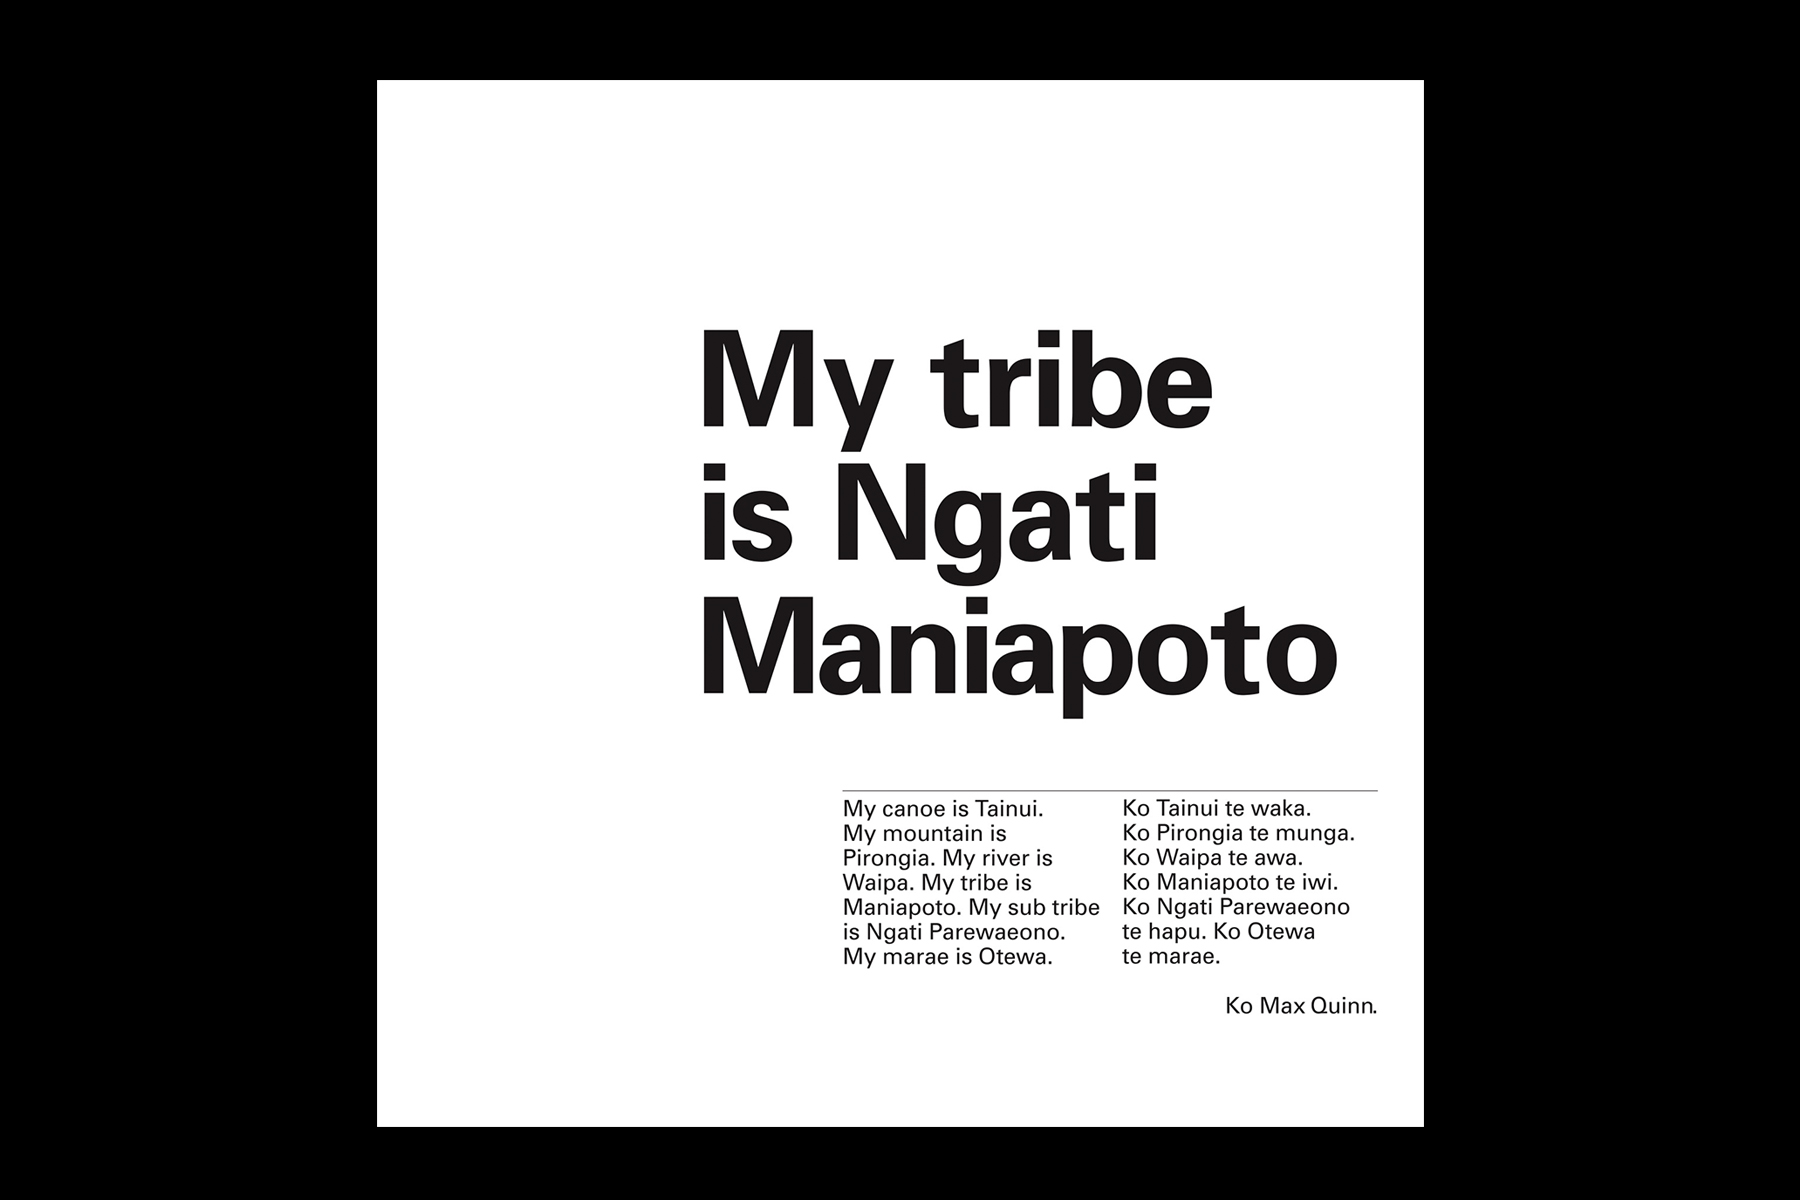 My tribe
is Ngati
Maniapoto
My canoe is Tainui.
My mountain is
Pirongia. My river is
Waipa. My tribe is
Maniapoto. My sub tribe
is Ngati Parewaeono.
My marae is Otewa.
Ko Tainui te waka.
Ko Pirongia te munga.
Ko Waipa te awa.
Ko Maniapoto te iwi.
Ko Ngati Parewaeono
te hapu. Ko Otewa
te marae.
Ko Max Quinn.